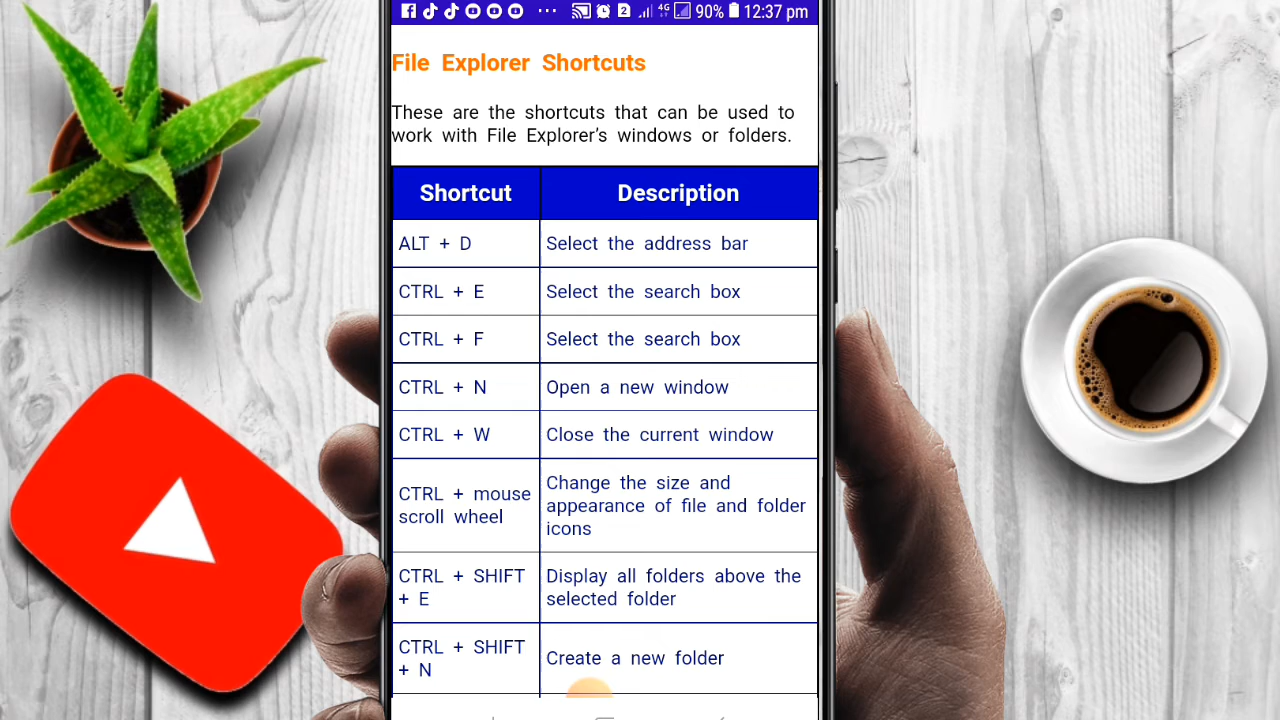 2 4G 90% 12:37 pm
File Explorer Shortcuts
These are the shortcuts that can be used to
work with File Explorer’s windows or folders.
Shortcut Description
ALT + D Select the address bar
CTRL + E Select the search box
CTRL + F Select the search box
CTRL + N Open a new window
CTRL + W Close the current window
CTRL + mouse
scroll wheel
Change the size and
appearance of file and folder
icons
CTRL + SHIFT
+ E
Display all folders above the
selected folder
CTRL + SHIFT
+ N
Create a new folder